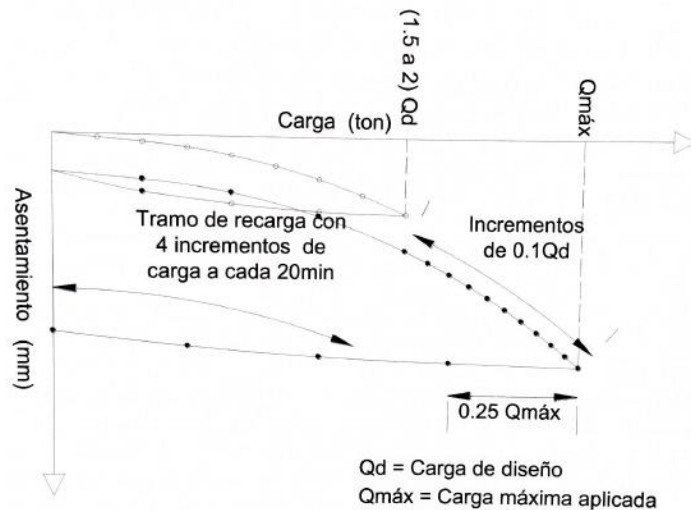 (1.5 a 2) Qd
Qmáx
Carga (ton)
Asentamiento (mm)
Tramo de recarga con
4 incrementos de
carga a cada 20min
Incrementos
de 0.1Qd
0.25 Qmáx
Qd = Carga de diseño
Qmáx = Carga máxima aplicada